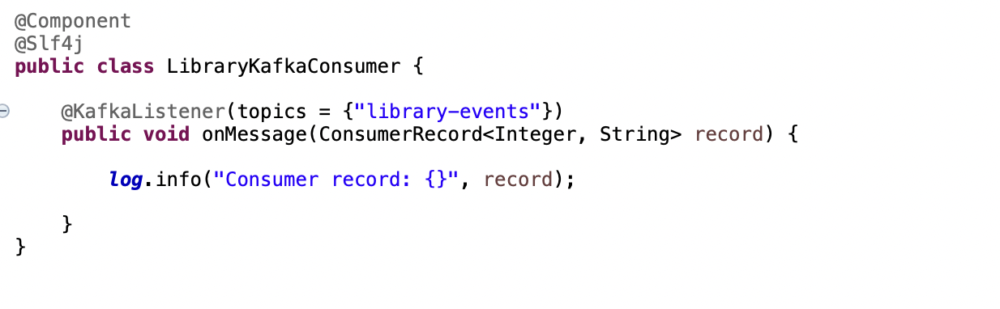 @Component
@Slf4j
public class LibraryKafkaConsumer {
@KafkaListener(topics = {"library-events"})
public void onMessage(ConsumerRecord<Integer, String> record) {
log.info("Consumer record: {}", record);
}
}